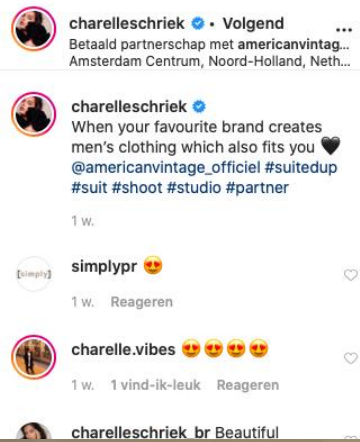 charelleschriek • Volgend
Betaald partnerschap met americanvintag...
Amsterdam Centrum, Noord-Holland, Neth...
charelleschriek
When your favourite brand creates
men's clothing which also fits you 🖤
@americanvintage_officiel #suitedup
#suit #shoot #studio #partner
1 w.
[simply]
simplypr 😍
1 w. Reageren
charelle.vibes 😍😍😍😍
1 w. 1 vind-ik-leuk Reageren
charelleschriek_br Beautiful